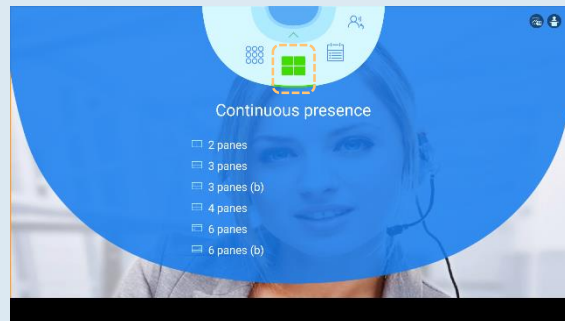 Continuous presence
2 panes
3 panes
3 panes (b)
4 panes
6 panes
6 panes (b)